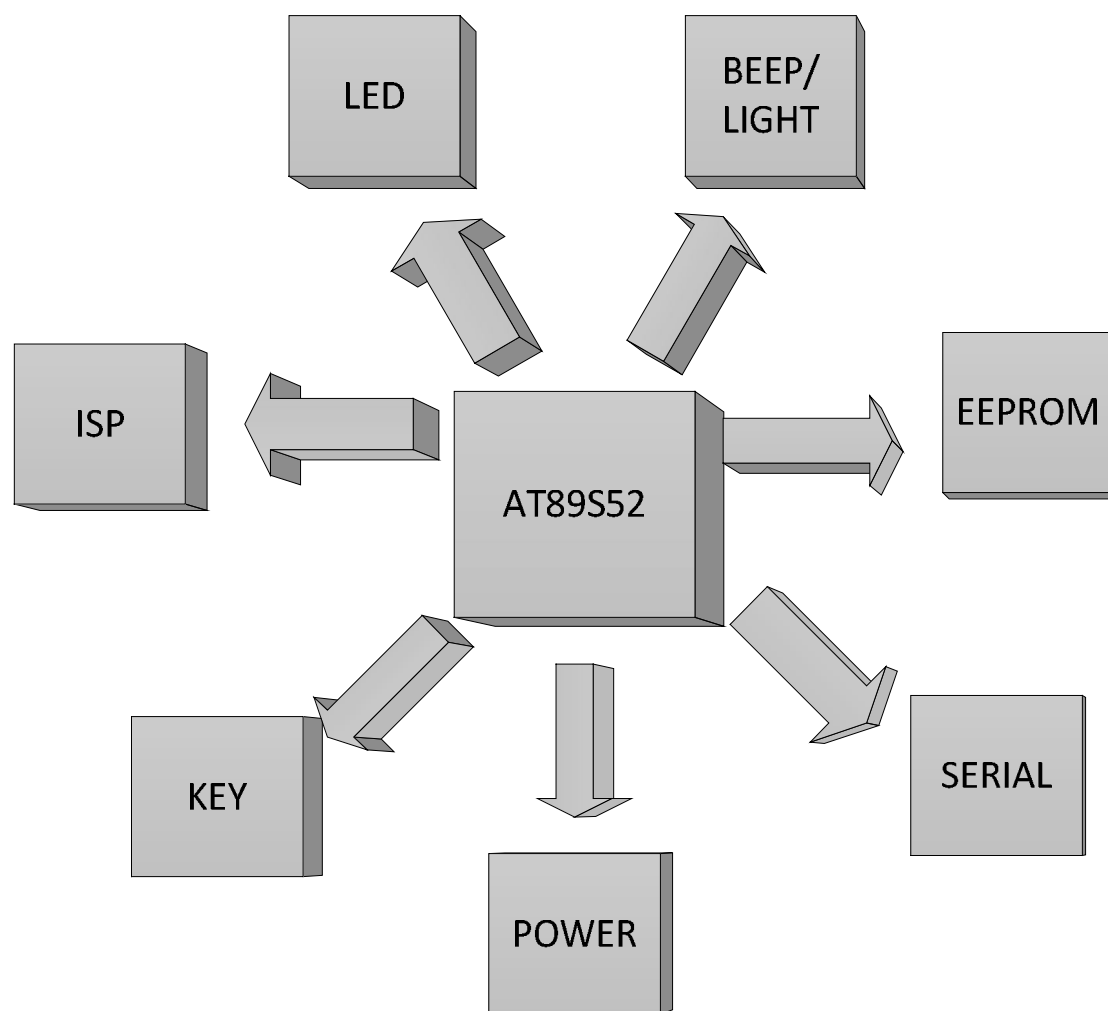 LED
BEEP/
LIGHT
ISP
EEPROM
AT89S52
KEY
SERIAL
POWER